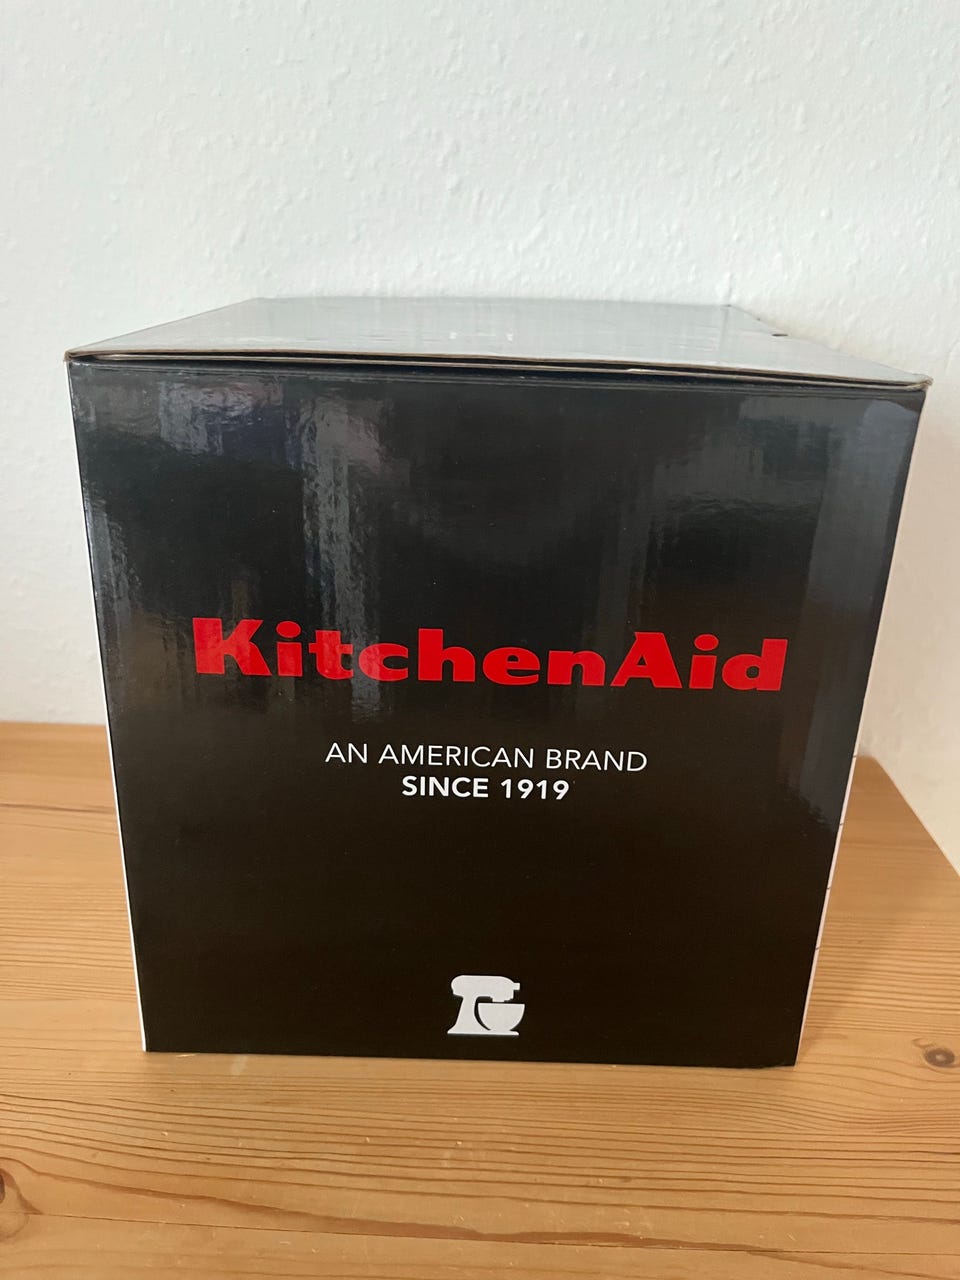 KitchenAid
AN AMERICAN BRAND
SINCE 1919